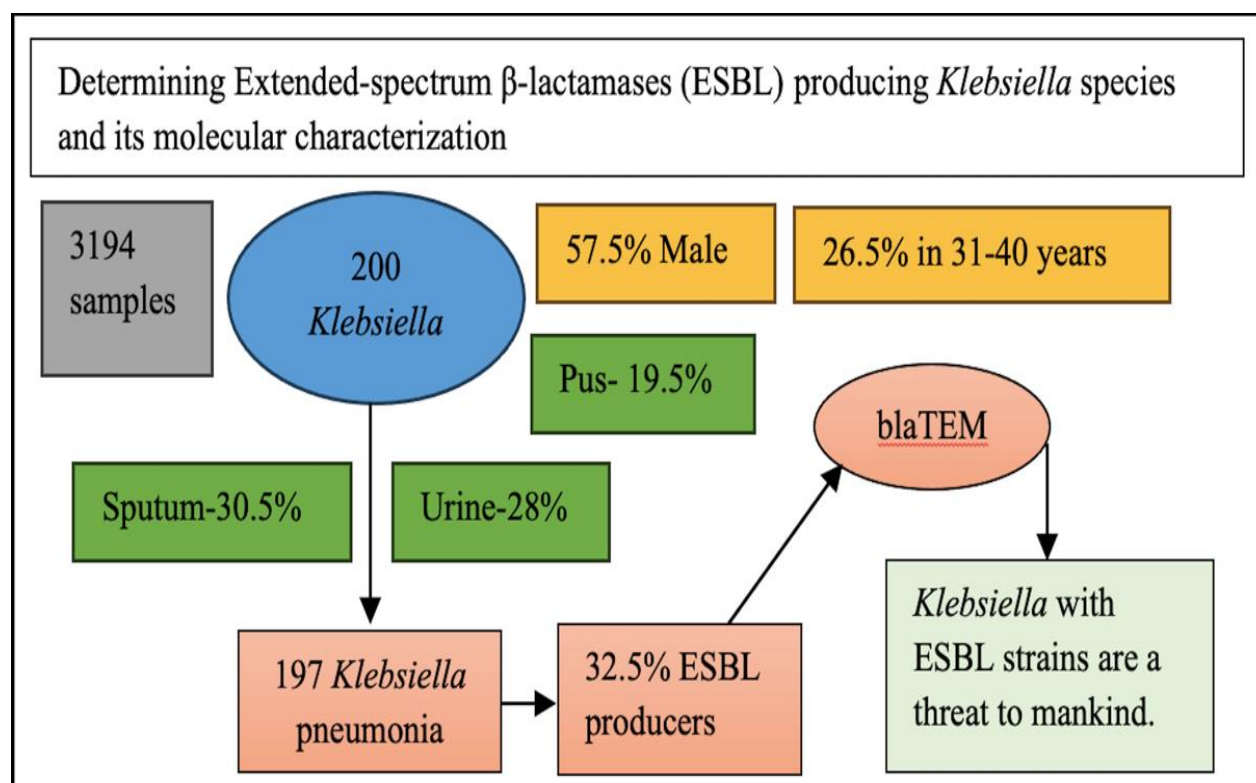 Determining Extended-spectrum β-lactamases (ESBL) producing Klebsiella species
and its molecular characterization
3194
samples
200
Klebsiella
57.5% Male
26.5% in 31-40 years
Pus- 19.5%
blaTEM
Sputum-30.5%
Urine-28%
197 Klebsiella
pneumonia
32.5% ESBL
producers
Klebsiella with
ESBL strains are a
threat to mankind.